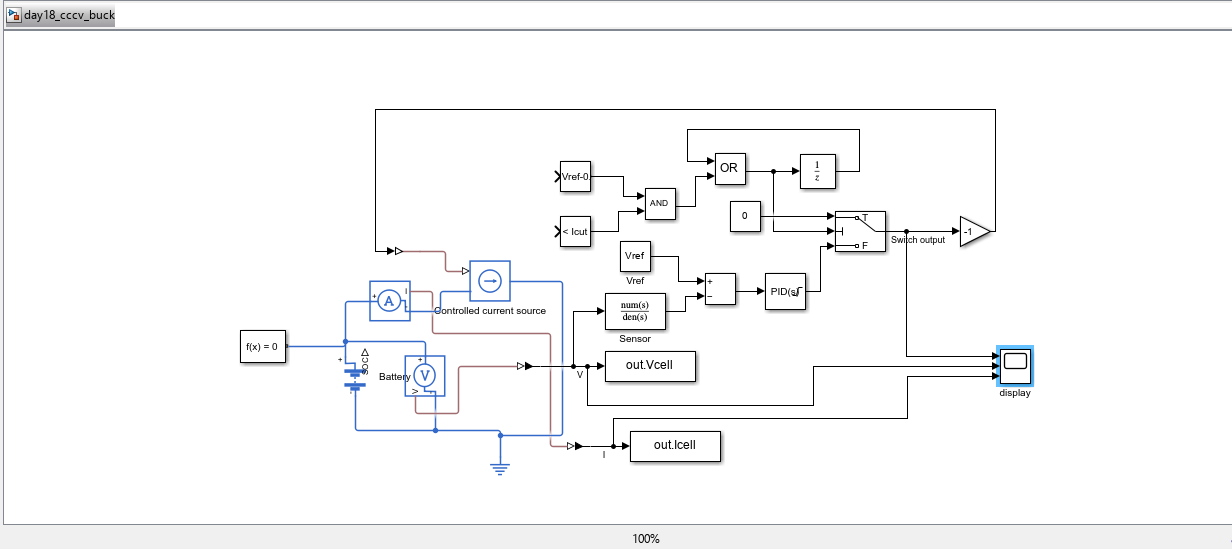 day18_cccv_buck
OR
1
z
Vref-0.
AND
< Icut
0
T
F
Switch output
-1
Vref
Vref
+
−
PID(s)
num(s)
den(s)
Sensor
A
+
I
-
Controlled current source
f(x) = 0
SOC
+
-
Battery
V
+
V
-
V
out.Vcell
display
I
out.Icell
100%